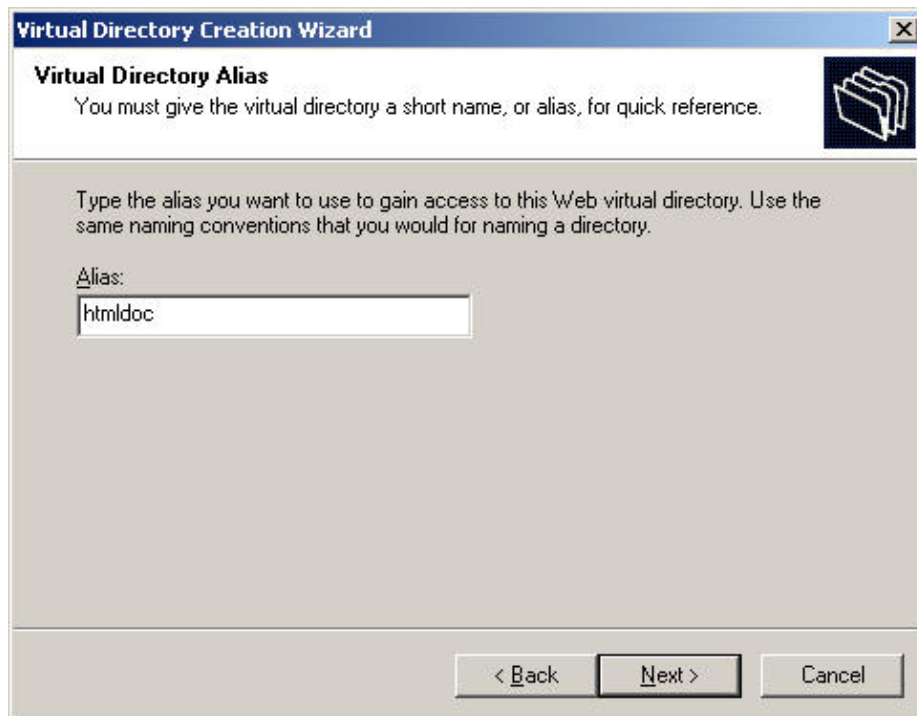 Virtual Directory Creation Wizard
Virtual Directory Alias
You must give the virtual directory a short name, or alias, for quick reference.
Type the alias you want to use to gain access to this Web virtual directory. Use the
same naming conventions that you would for naming a directory.
Alias:
htmldoc
< Back Next > Cancel